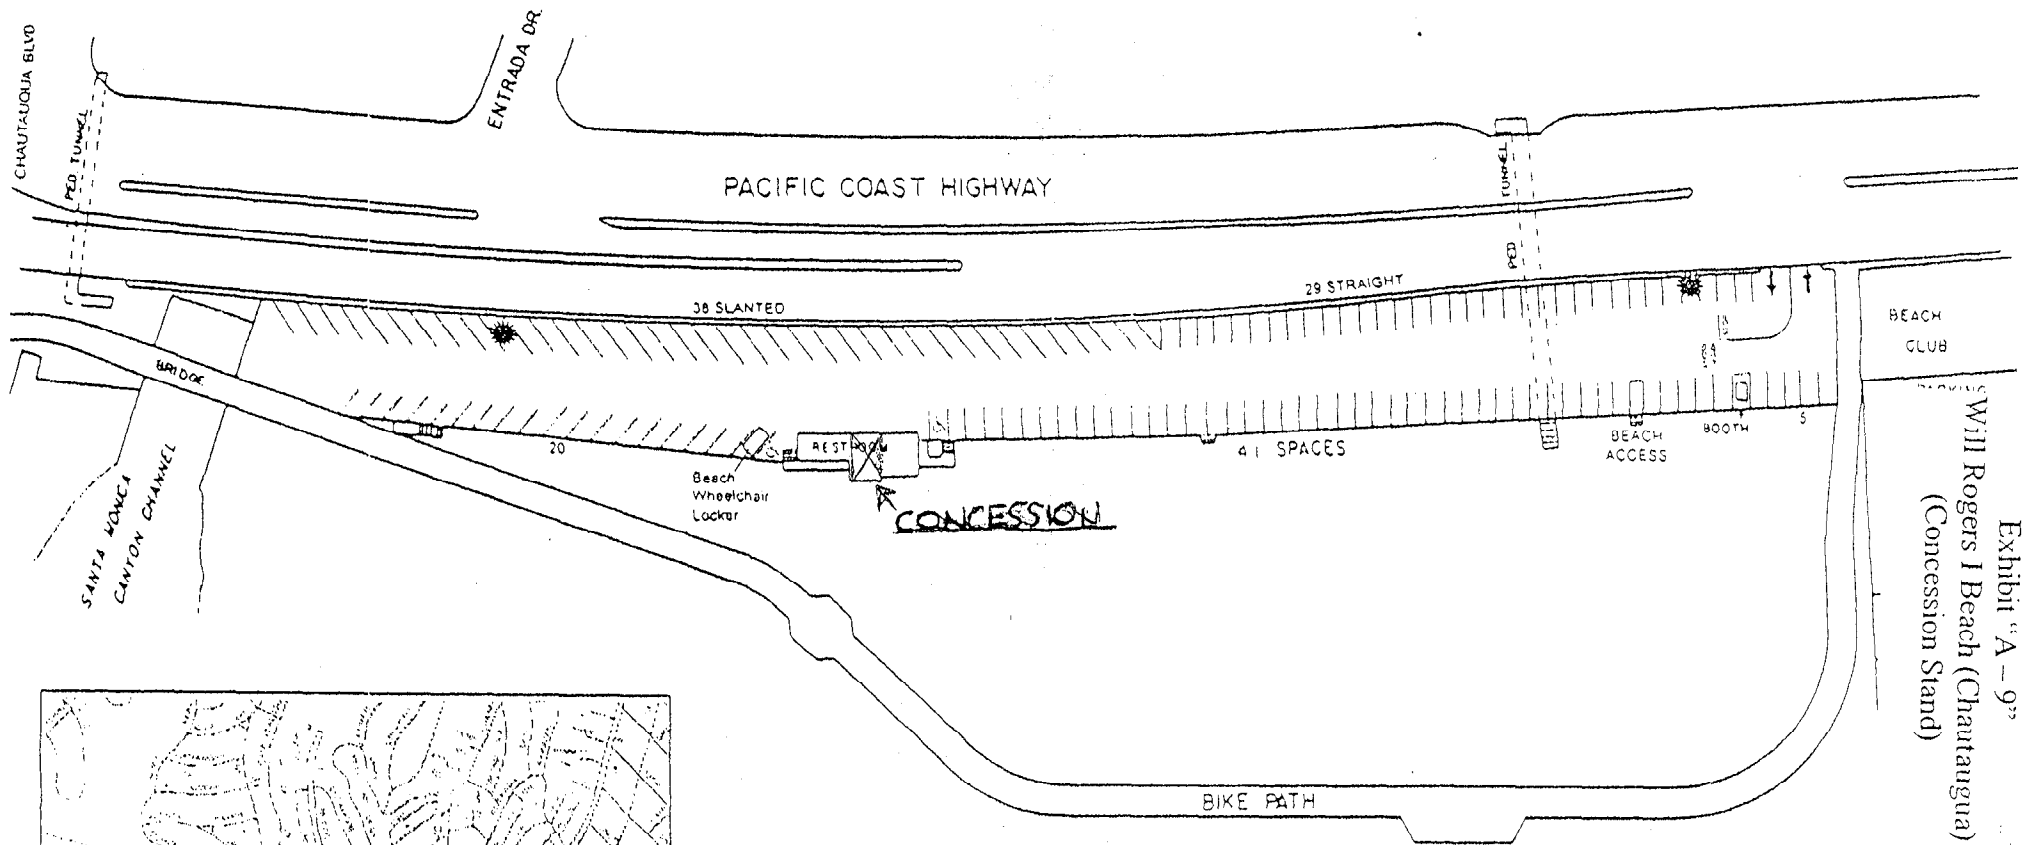 CHAUTAUQUA BLVD
PED TUNNEL
ENTRADA DR.
PACIFIC COAST HIGHWAY
PED TUNNEL
38 SLANTED
29 STRAIGHT
BEACH
CLUB
PARKING
BRIDGE
20
RESTROOM
41 SPACES
BEACH
ACCESS
BOOTH
5
Beach
Wheelchair
Locker
CONCESSION
SANTA MONICA
CANYON CHANNEL
BIKE PATH
Exhibit “A – 9”
Will Rogers I Beach (Chautaugua)
(Concession Stand)